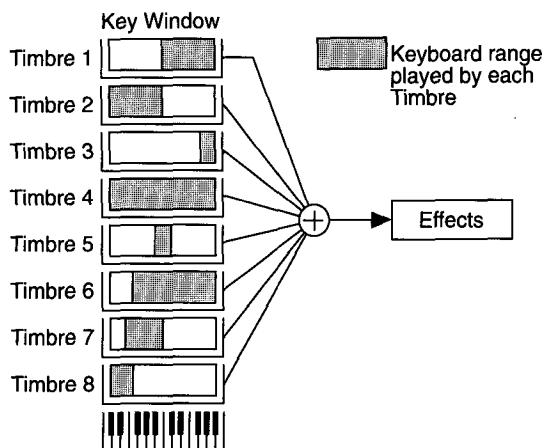 Key Window
Timbre 1
Timbre 2
Timbre 3
Timbre 4
Timbre 5
Timbre 6
Timbre 7
Timbre 8
Keyboard range
played by each
Timbre
Effects